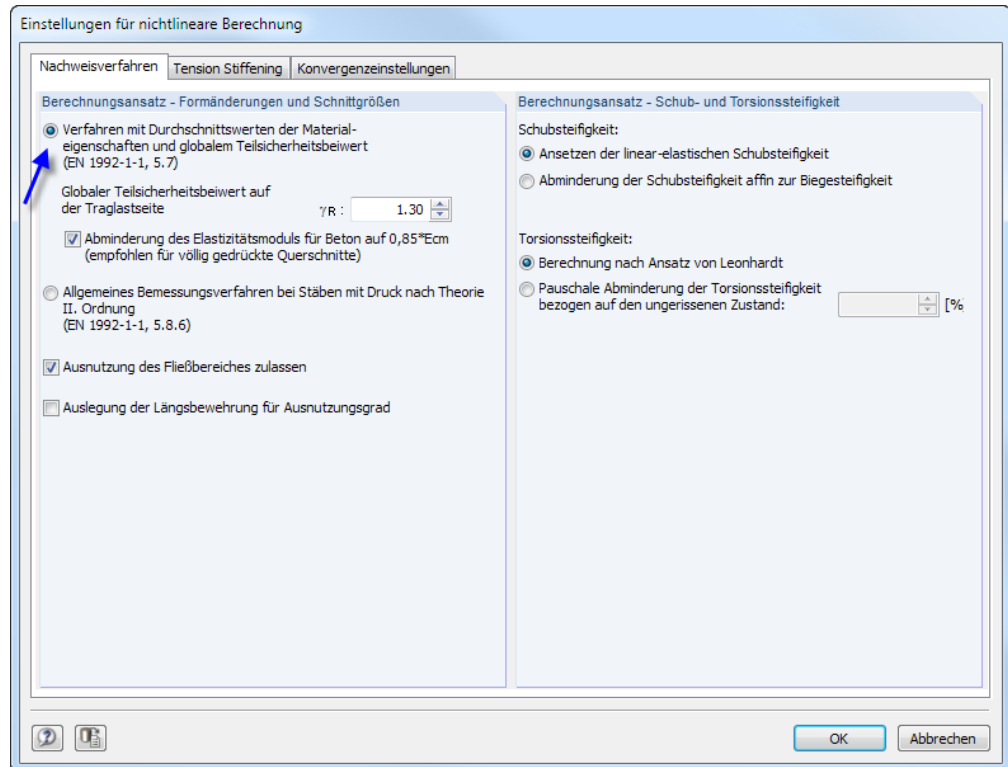 Einstellungen für nichtlineare Berechnung
Nachweisverfahren
Tension Stiffening
Konvergenzeinstellungen
Berechnungsansatz - Formänderungen und Schnittgrößen
Verfahren mit Durchschnittswerten der Material-
eigenschaften und globalem Teilsicherheitsbeiwert
(EN 1992-1-1, 5.7)
Globaler Teilsicherheitsbeiwert auf
der Traglastseite
γR : 1.30
Abminderung des Elastizitätsmoduls für Beton auf 0,85*Ecm
(empfohlen für völlig gedrückte Querschnitte)
Allgemeines Bemessungsverfahren bei Stäben mit Druck nach Theorie
II. Ordnung
(EN 1992-1-1, 5.8.6)
Ausnutzung des Fließbereiches zulassen
Auslegung der Längsbewehrung für Ausnutzungsgrad
Berechnungsansatz - Schub- und Torsionssteifigkeit
Schubsteifigkeit:
Ansetzen der linear-elastischen Schubsteifigkeit
Abminderung der Schubsteifigkeit affin zur Biegesteifigkeit
Torsionssteifigkeit:
Berechnung nach Ansatz von Leonhardt
Pauschale Abminderung der Torsionssteifigkeit
bezogen auf den ungerissenen Zustand:
[%
OK
Abbrechen